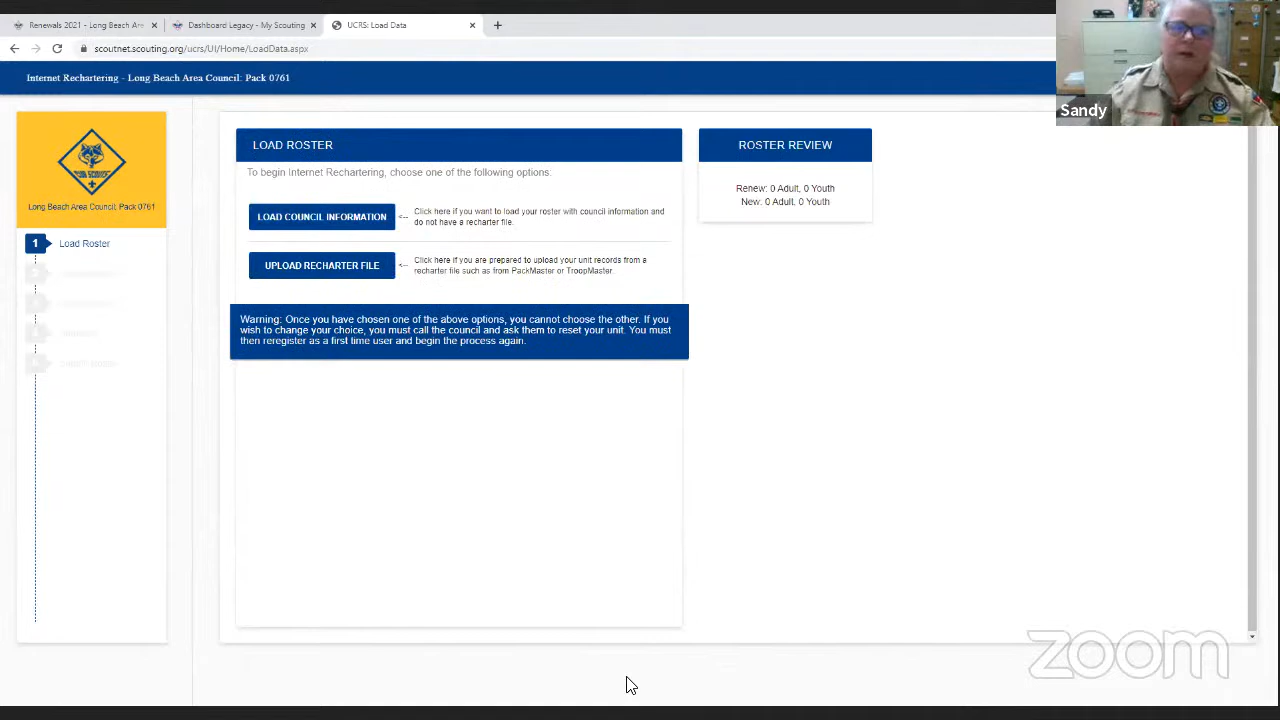 Renewals 2021 - Long Beach Are
Dashboard Legacy - My Scouting
UCRS: Load Data
scoutnet.scouting.org/ucrs/UI/Home/LoadData.aspx
Internet Rechartering - Long Beach Area Council: Pack 0761
Sandy
CUB SCOUTS
Long Beach Area Council: Pack 0761
1 Load Roster
LOAD ROSTER
To begin Internet Rechartering, choose one of the following options:
LOAD COUNCIL INFORMATION <-- Click here if you want to load your roster with council information and
do not have a recharter file.
UPLOAD RECHARTER FILE <-- Click here if you are prepared to upload your unit records from a
recharter file such as from PackMaster or TroopMaster.
Warning: Once you have chosen one of the above options, you cannot choose the other. If you
wish to change your choice, you must call the council and ask them to reset your unit. You must
then reregister as a first time user and begin the process again.
ROSTER REVIEW
Renew: 0 Adult, 0 Youth
New: 0 Adult, 0 Youth
zoom